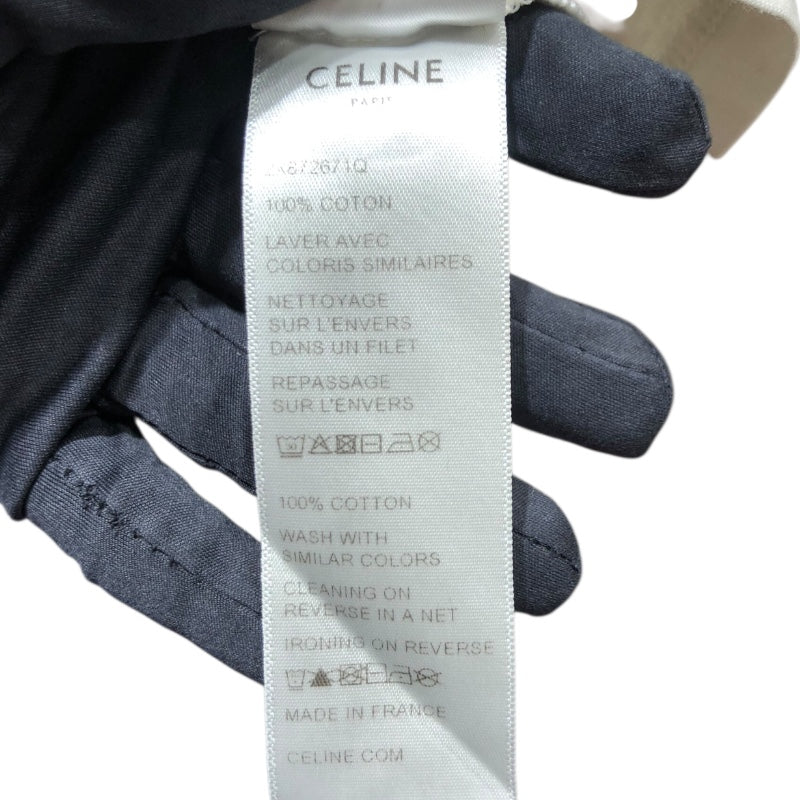 CELINE
PARIS
100% COTON
LAVER AVEC
COLORIS SIMILAIRES
NETTOYAGE
SUR L'ENVERS
DANS UN FILET
REPASSAGE
SUR L'ENVERS
100% COTTON
WASH WITH
SIMILAR COLORS
CLEANING ON
REVERSE IN A NET
IRONING ON REVERSE
MADE IN FRANCE
CELINE.COM